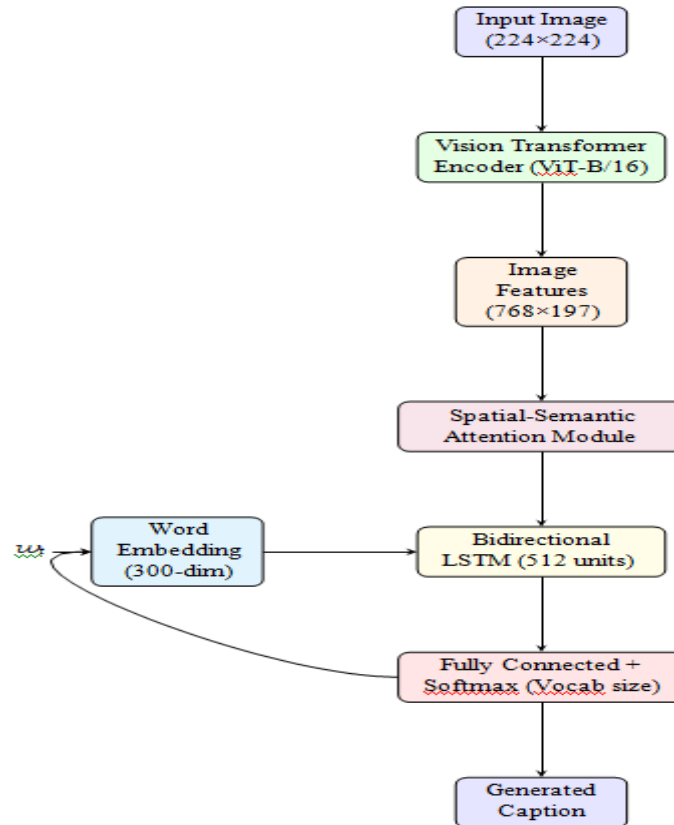 Input Image
(224×224)
Vision Transformer
Encoder (ViT-B/16)
Image
Features
(768×197)
Spatial-Semantic
Attention Module
Word
Embedding
(300-dim)
Bidirectional
LSTM (512 units)
Fully Connected +
Softmax (Vocab size)
Generated
Caption